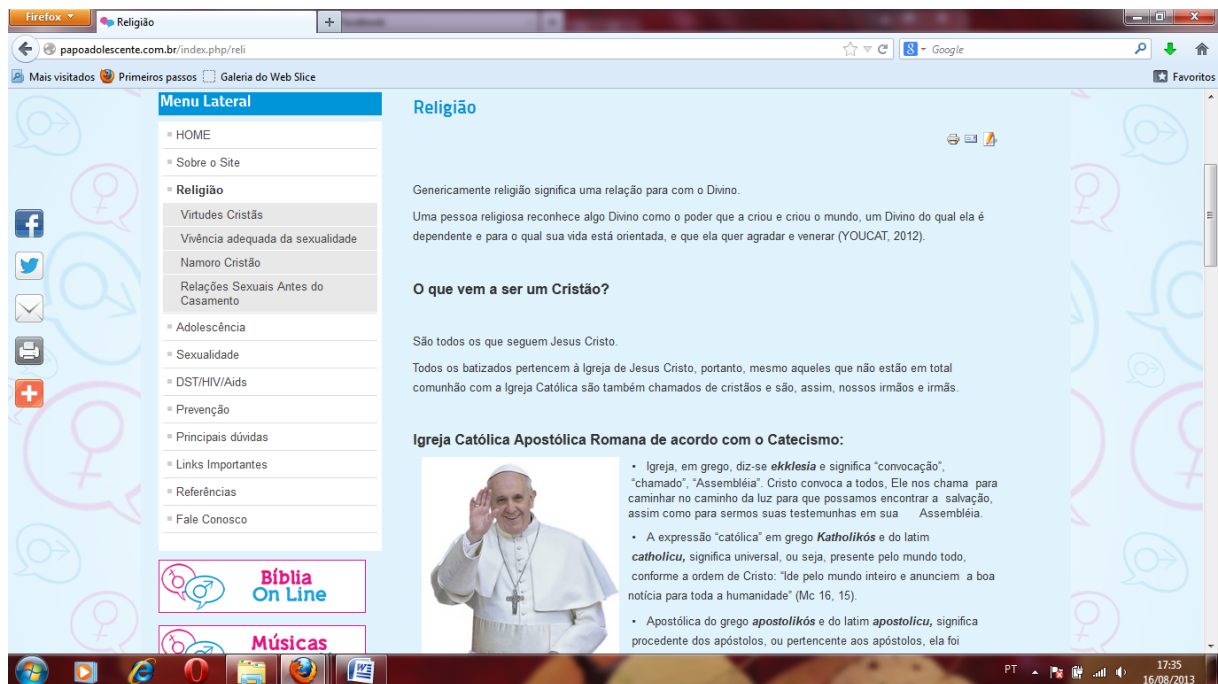 Firefox
Religião
papoadolescente.com.br/index.php/reli
Google
Mais visitados
Primeiros passos
Galeria do Web Slice
Favoritos
Menu Lateral
HOME
Sobre o Site
Religião
Virtudes Cristãs
Vivência adequada da sexualidade
Namoro Cristão
Relações Sexuais Antes do
Casamento
Adolescência
Sexualidade
DST/HIV/Aids
Prevenção
Principais dúvidas
Links Importantes
Referências
Fale Conosco
Bíblia
On Line
Músicas
Religião
Genericamente religião significa uma relação para com o Divino.
Uma pessoa religiosa reconhece algo Divino como o poder que a criou e criou o mundo, um Divino do qual ela é
dependente e para o qual sua vida está orientada, e que ela quer agradar e venerar (YOUCAT, 2012).
O que vem a ser um Cristão?
São todos os que seguem Jesus Cristo.
Todos os batizados pertencem à Igreja de Jesus Cristo, portanto, mesmo aqueles que não estão em total
comunhão com a Igreja Católica são também chamados de cristãos e são, assim, nossos irmãos e irmãs.
Igreja Católica Apostólica Romana de acordo com o Catecismo:
• Igreja, em grego, diz-se ekklesia e significa “convocação”,
“chamado”, “Assembléia”. Cristo convoca a todos, Ele nos chama para
caminhar no caminho da luz para que possamos encontrar a salvação,
assim como para sermos suas testemunhas em sua Assembléia.
• A expressão “católica” em grego Katholikós e do latim
catholicu, significa universal, ou seja, presente pelo mundo todo,
conforme a ordem de Cristo: “Ide pelo mundo inteiro e anunciem a boa
notícia para toda a humanidade” (Mc 16, 15).
• Apostólica do grego apostolikós e do latim apostolicu, significa
procedente dos apóstolos, ou pertencente aos apóstolos, ela foi
PT
17:35
16/08/2013